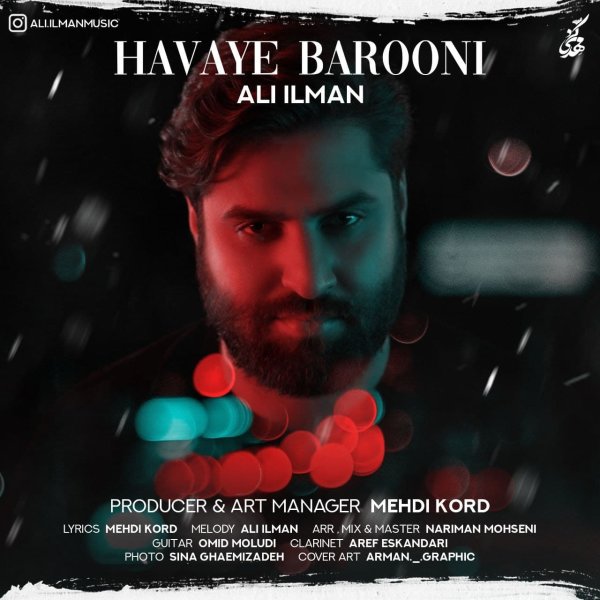 ALI.ILMANMUSIC
HAVAYE BAROONI
ALI ILMAN
PRODUCER & ART MANAGER MEHDI KORD
LYRICS MEHDI KORD MELODY ALI ILMAN ARR . MIX & MASTER NARIMAN MOHSENI
GUITAR OMID MOLUDI CLARINET AREF ESKANDARI
PHOTO SINA GHAEMIZADEH COVER ART ARMAN._.GRAPHIC